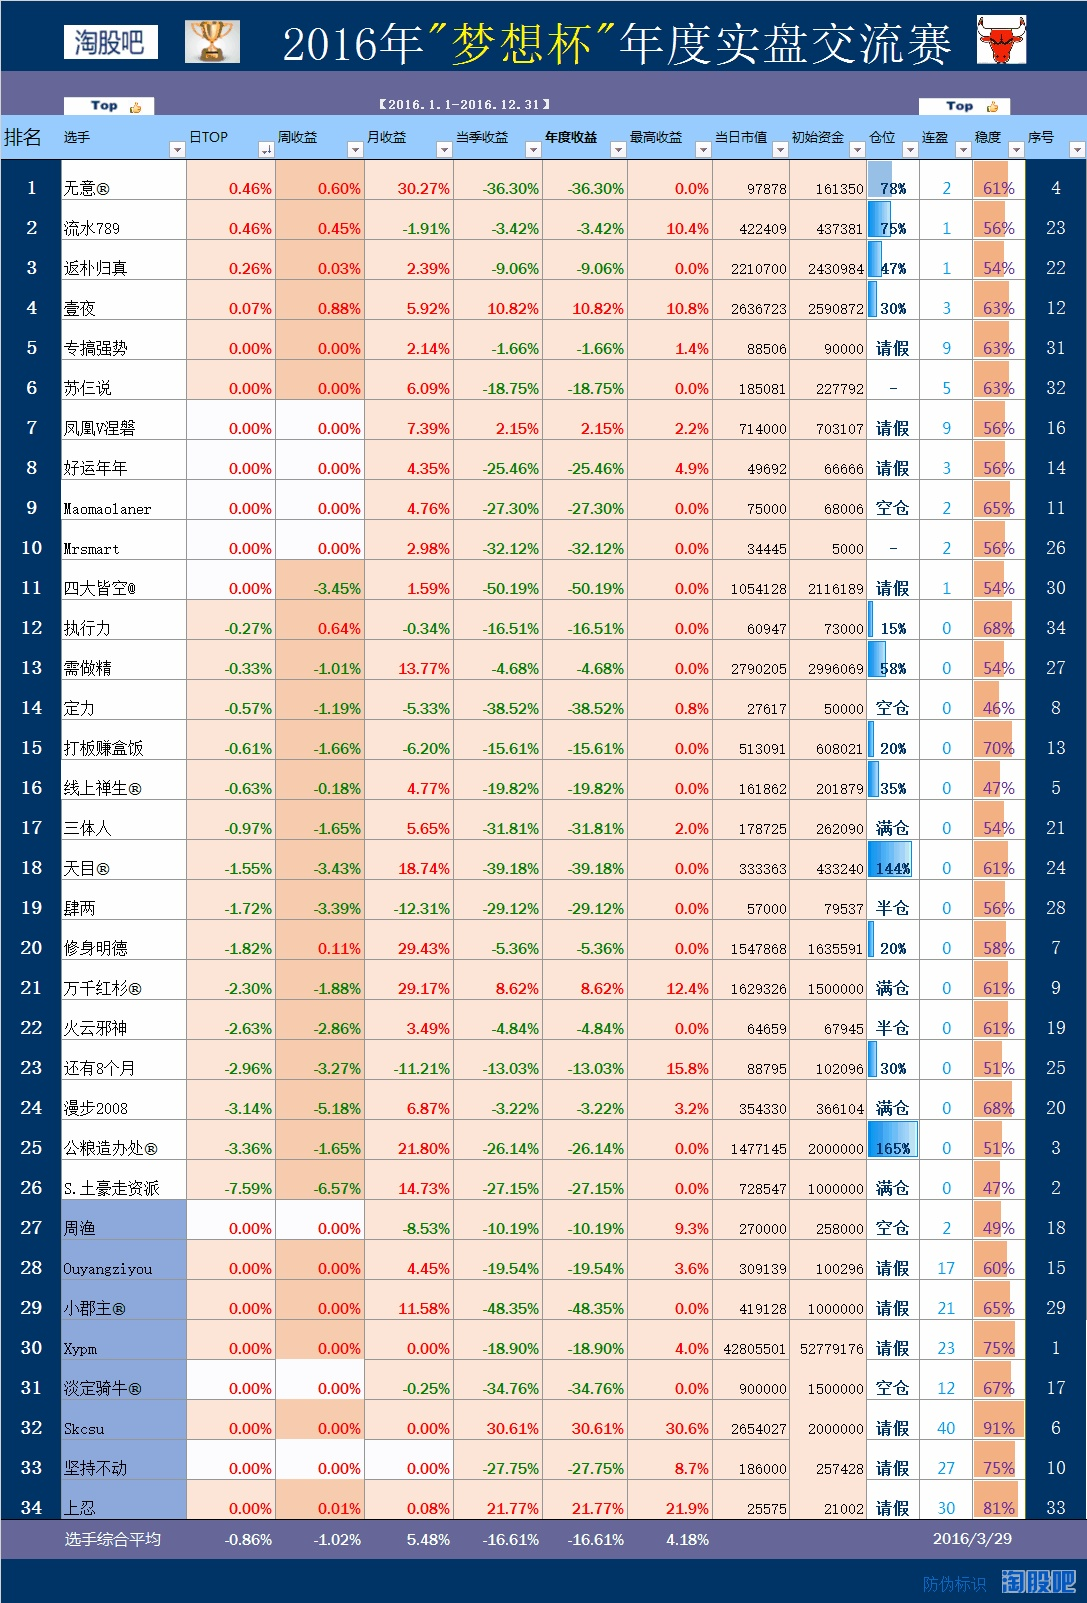 淘股吧 2016年"梦想杯"年度实盘交流赛
Top 【2016.1.1-2016.12.31】 Top
排名 选手 日TOP 周收益 月收益 当季收益 年度收益 最高收益 当日市值 初始资金 仓位 连盈 稳度 序号
1 无意® 0.46% 0.60% 30.27% -36.30% -36.30% 0.0% 97878 161350 78% 2 61% 4
2 流水789 0.46% 0.45% -1.91% -3.42% -3.42% 10.4% 422409 437381 75% 1 56% 23
3 返朴归真 0.26% 0.03% 2.39% -9.06% -9.06% 0.0% 2210700 2430984 47% 1 54% 22
4 壹夜 0.07% 0.88% 5.92% 10.82% 10.82% 10.8% 2636723 2590872 30% 3 63% 12
5 专搞强势 0.00% 0.00% 2.14% -1.66% -1.66% 1.4% 88506 90000 请假 9 63% 31
6 苏仨说 0.00% 0.00% 6.09% -18.75% -18.75% 0.0% 185081 227792 - 5 63% 32
7 凤凰V涅磐 0.00% 0.00% 7.39% 2.15% 2.15% 2.2% 714000 703107 请假 9 56% 16
8 好运年年 0.00% 0.00% 4.35% -25.46% -25.46% 4.9% 49692 66666 请假 3 56% 14
9 Maomaolaner 0.00% 0.00% 4.76% -27.30% -27.30% 0.0% 75000 68006 空仓 2 65% 11
10 Mrsmart 0.00% 0.00% 2.98% -32.12% -32.12% 0.0% 34445 5000 - 2 56% 26
11 四大皆空@ 0.00% -3.45% 1.59% -50.19% -50.19% 0.0% 1054128 2116189 请假 1 54% 30
12 执行力 -0.27% 0.64% -0.34% -16.51% -16.51% 0.0% 60947 73000 15% 0 68% 34
13 需做精 -0.33% -1.01% 13.77% -4.68% -4.68% 0.0% 2790205 2996069 58% 0 54% 27
14 定力 -0.57% -1.19% -5.33% -38.52% -38.52% 0.8% 27617 50000 空仓 0 46% 8
15 打板赚盒饭 -0.61% -1.66% -6.20% -15.61% -15.61% 0.0% 513091 608021 20% 0 70% 13
16 线上禅生® -0.63% -0.18% 4.77% -19.82% -19.82% 0.0% 161862 201879 35% 0 47% 5
17 三体人 -0.97% -1.65% 5.65% -31.81% -31.81% 2.0% 178725 262090 满仓 0 54% 21
18 天目® -1.55% -3.43% 18.74% -39.18% -39.18% 0.0% 333363 433240 144% 0 61% 24
19 肆两 -1.72% -3.39% -12.31% -29.12% -29.12% 0.0% 57000 79537 半仓 0 56% 28
20 修身明德 -1.82% 0.11% 29.43% -5.36% -5.36% 0.0% 1547868 1635591 20% 0 58% 7
21 万千红杉® -2.30% -1.88% 29.17% 8.62% 8.62% 12.4% 1629326 1500000 满仓 0 61% 9
22 火云邪神 -2.63% -2.86% 3.49% -4.84% -4.84% 0.0% 64659 67945 半仓 0 61% 19
23 还有8个月 -2.96% -3.27% -11.21% -13.03% -13.03% 15.8% 88795 102096 30% 0 51% 25
24 漫步2008 -3.14% -5.18% 6.87% -3.22% -3.22% 3.2% 354330 366104 满仓 0 68% 20
25 公粮造办处® -3.36% -1.65% 21.80% -26.14% -26.14% 0.0% 1477145 2000000 165% 0 51% 3
26 S.土豪走资派 -7.59% -6.57% 14.73% -27.15% -27.15% 0.0% 728547 1000000 满仓 0 47% 2
27 周渔 0.00% 0.00% -8.53% -10.19% -10.19% 9.3% 270000 258000 空仓 2 49% 18
28 Ouyangziyou 0.00% 0.00% 4.45% -19.54% -19.54% 3.6% 309139 100296 请假 17 60% 15
29 小郡主® 0.00% 0.00% 11.58% -48.35% -48.35% 0.0% 419128 1000000 请假 21 65% 29
30 Xypm 0.00% 0.00% 0.00% -18.90% -18.90% 4.0% 42805501 52779176 请假 23 75% 1
31 淡定骑牛® 0.00% 0.00% -0.25% -34.76% -34.76% 0.0% 900000 1500000 空仓 12 67% 17
32 Skcsu 0.00% 0.00% 0.00% 30.61% 30.61% 30.6% 2654027 2000000 请假 40 91% 6
33 坚持不动 0.00% 0.00% 0.00% -27.75% -27.75% 8.7% 186000 257428 请假 27 75% 10
34 上忍 0.00% 0.01% 0.08% 21.77% 21.77% 21.9% 25575 21002 请假 30 81% 33
选手综合平均 -0.86% -1.02% 5.48% -16.61% -16.61% 4.18% 2016/3/29
防伪标识 淘股吧